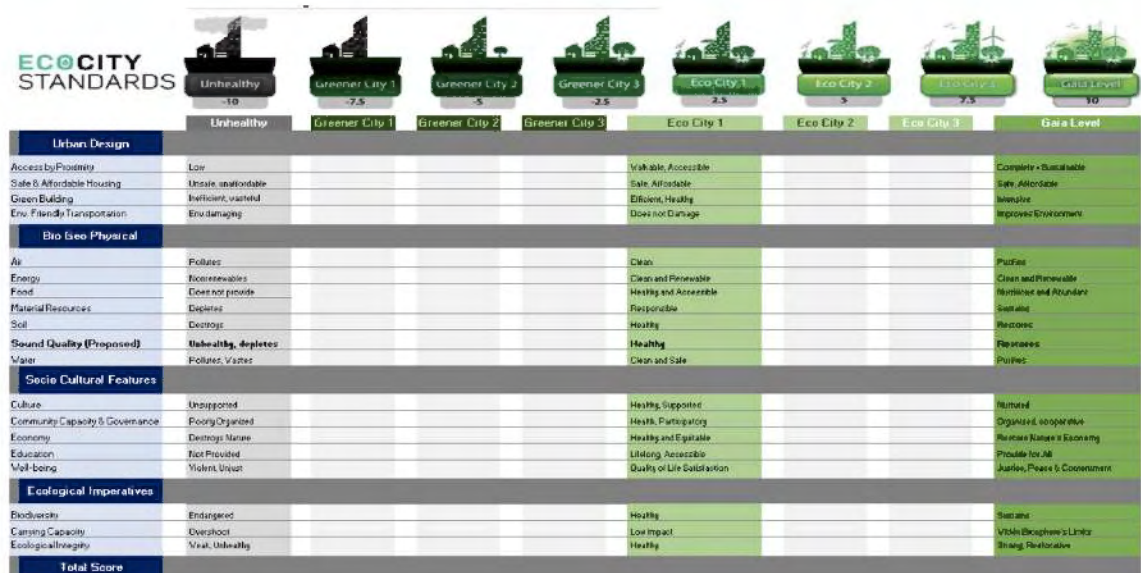 ECOCITY
STANDARDS
Unhealthy Greener City 1 Greener City 2 Greener City 3 Eco City 1 Eco City 2 Eco City 3 Gaia Level
-10 -7.5 -5 -2.5 2.5 5 7.5 10
Unhealthy Greener City 1 Greener City 2 Greener City 3 Eco City 1 Eco City 2 Eco City 3 Gaia Level
Urban Design
Access by Proximity Low Walkable, Accessible Complete + Sustainable
Safe & Affordable Housing Unsafe, unaffordable Safe, Affordable Safe, Affordable
Green Building Inefficient, wasteful Efficient, Healthy Intensive
Env. Friendly Transportation Env.damaging Does not Damage Improves Environment
Bio Geo Physical
Air Pollutes Clean Purifies
Energy Nonrenewables Clean and Renewable Clean and Renewable
Food Does not provide Healthy and Accessible Nutritious and Abundant
Material Resources Depletes Responsible Sustains
Soil Destroys Healthy Restores
Sound Quality (Proposed) Unhealthy, depletes Healthy Restores
Water Pollutes, Wastes Clean and Safe Purifies
Socio Cultural Features
Culture Unsupported Healthy, Supported Nurtured
Community Capacity & Governance Poorly Organized Health, Participatory Organized, cooperative
Economy Destroys Nature Healthy and Equitable Restore Nature's Economy
Education Not Provided Lifelong, Accessible Provide for All
Well-being Violent, Unjust Quality of Life Satisfaction Justice, Peace & Contentment
Ecological Imperatives
Biodiversity Endangered Healthy Sustains
Carrying Capacity Overshoot Low Impact Within Biosphere's Limits
Ecological Integrity Weak, Unhealthy Healthy Strong, Restorative
Total Score